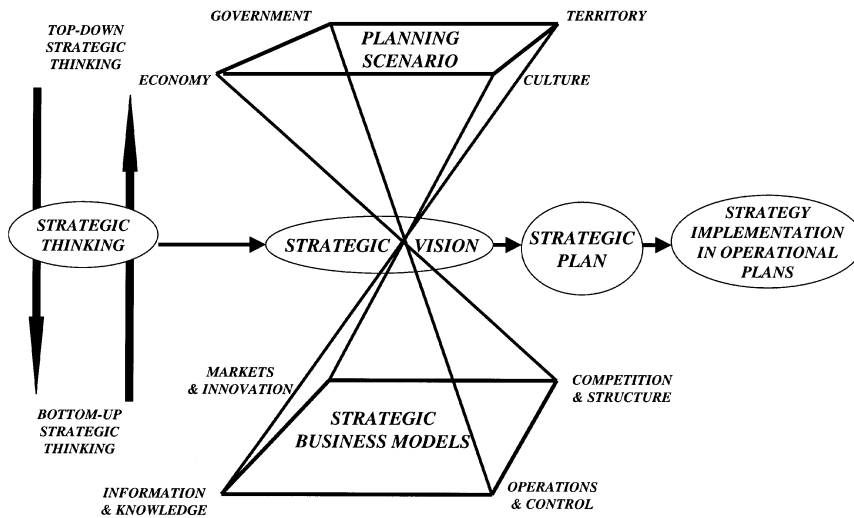 GOVERNMENT
TERRITORY
TOP-DOWN
STRATEGIC
THINKING
PLANNING
SCENARIO
ECONOMY
CULTURE
STRATEGIC
THINKING
STRATEGIC VISION
STRATEGIC
PLAN
STRATEGY
IMPLEMENTATION
IN OPERATIONAL
PLANS
MARKETS
& INNOVATION
COMPETITION
& STRUCTURE
BOTTOM-UP
STRATEGIC
THINKING
STRATEGIC
BUSINESS MODELS
INFORMATION
& KNOWLEDGE
OPERATIONS
& CONTROL